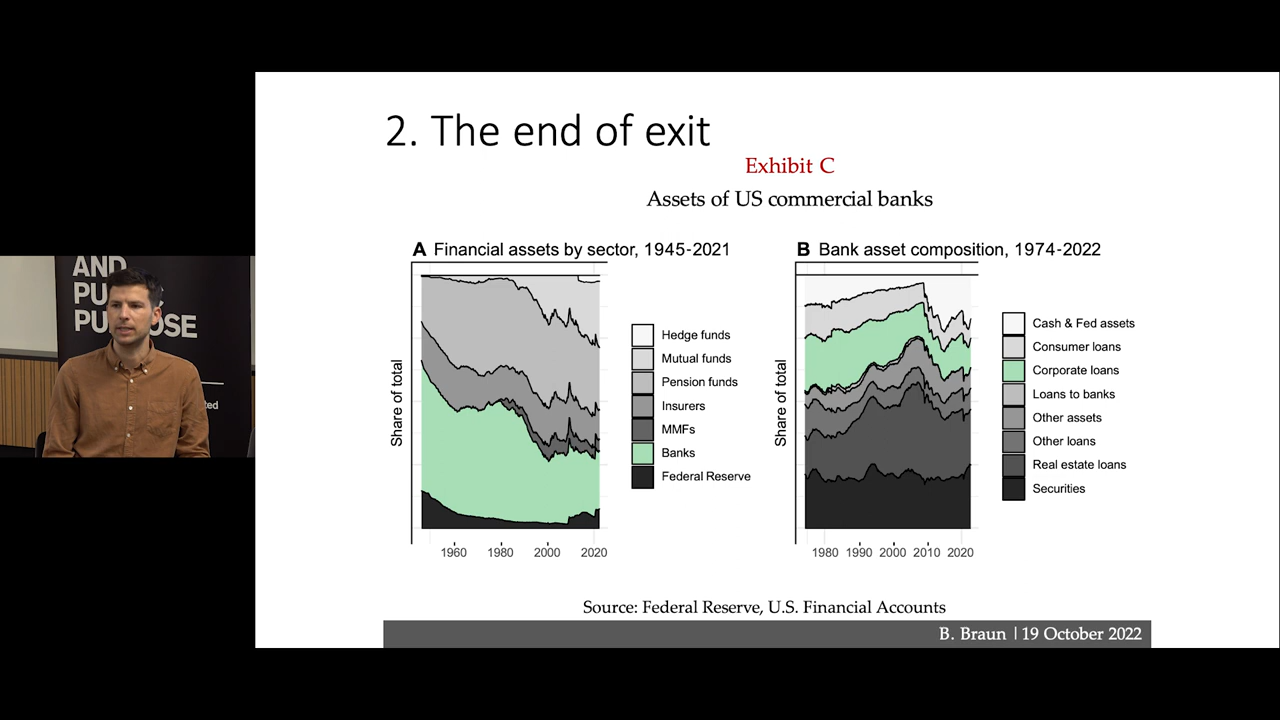 AND
PURPOSE
ted
2. The end of exit
Exhibit C
Assets of US commercial banks
A Financial assets by sector, 1945-2021
Share of total
1960 1980 2000 2020
Hedge funds
Mutual funds
Pension funds
Insurers
MMFs
Banks
Federal Reserve
B Bank asset composition, 1974-2022
Share of total
1980 1990 2000 2010 2020
Cash & Fed assets
Consumer loans
Corporate loans
Loans to banks
Other assets
Other loans
Real estate loans
Securities
Source: Federal Reserve, U.S. Financial Accounts
B. Braun | 19 October 2022